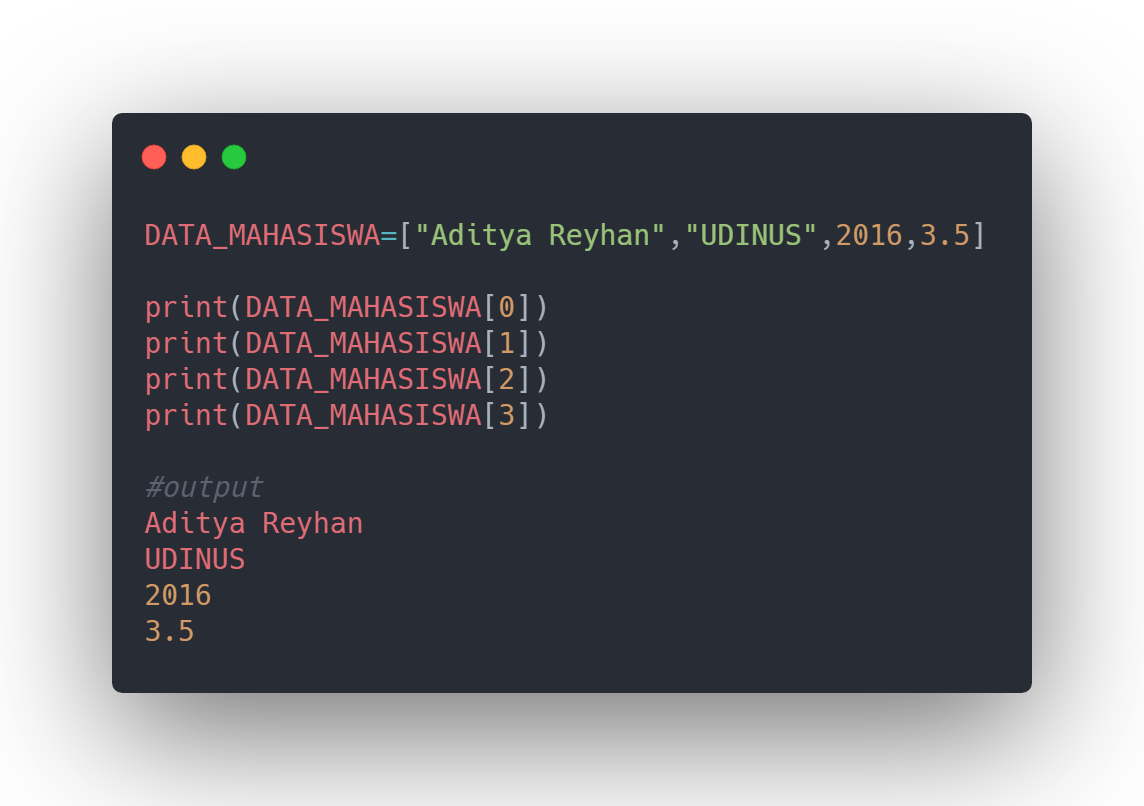 DATA_MAHASISWA=["Aditya Reyhan","UDINUS",2016,3.5]
print(DATA_MAHASISWA[0])
print(DATA_MAHASISWA[1])
print(DATA_MAHASISWA[2])
print(DATA_MAHASISWA[3])
#output
Aditya Reyhan
UDINUS
2016
3.5